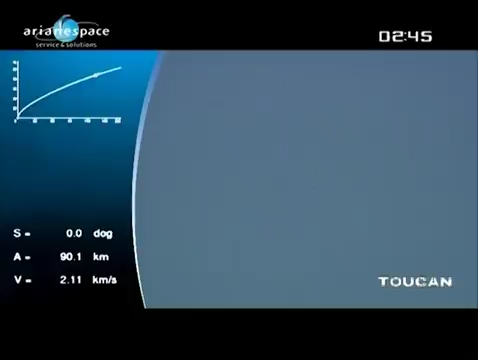 arianespace
service & solutions
02:45
S = 0.0 dog
A = 90.1 km
V = 2.11 km/s
TOUCAN